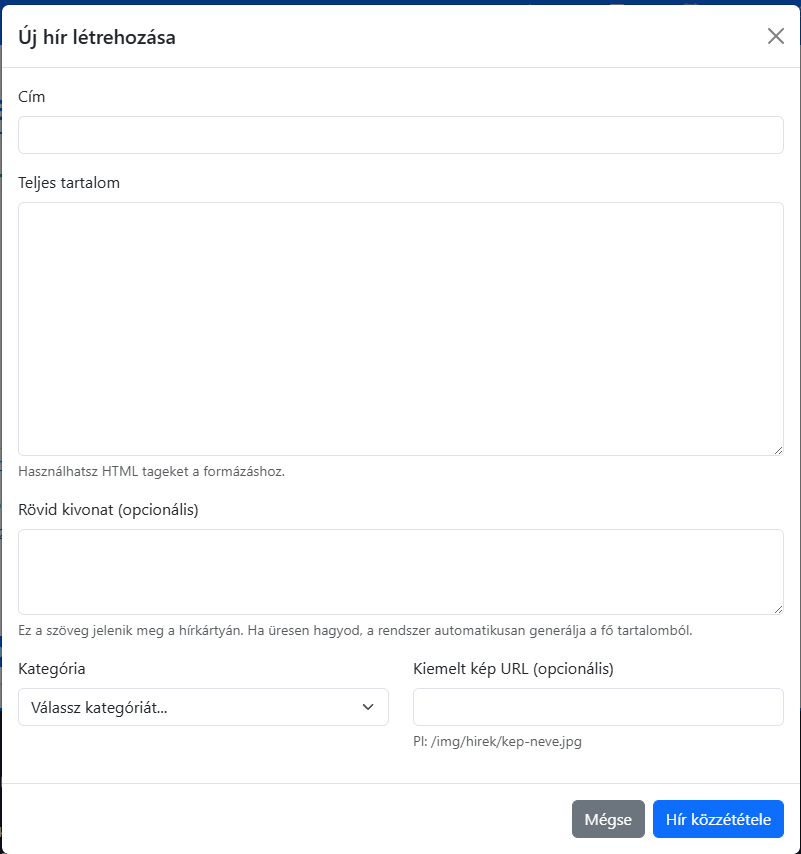 Új hír létrehozása
Cím
Teljes tartalom
Használhatsz HTML tageket a formázáshoz.
Rövid kivonat (opcionális)
Ez a szöveg jelenik meg a hírkártyán. Ha üresen hagyod, a rendszer automatikusan generálja a fő tartalomból.
Kategória
Kiemelt kép URL (opcionális)
Válassz kategóriát...
Pl: /img/hirek/kep-neve.jpg
Mégse
Hír közzététele